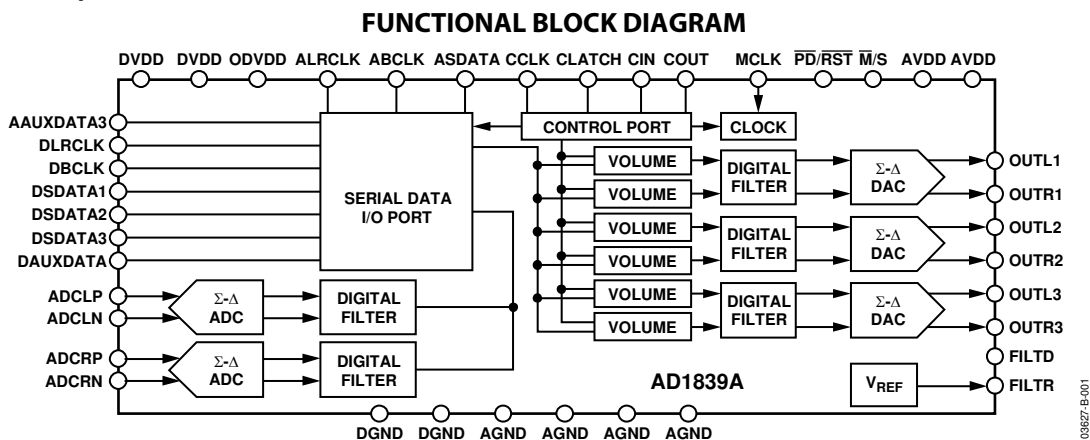 FUNCTIONAL BLOCK DIAGRAM
DVDD DVDD ODVDD ALRCLK ABCLK ASDATA CCLK CLATCH CIN COUT MCLK PD/RST M/S AVDD AVDD
AAUXDATA3
DLRCLK
DBCLK
DSDATA1
DSDATA2
DSDATA3
DAUXDATA
ADCLP
ADCLN
ADCRP
ADCRN
SERIAL DATA
I/O PORT
Σ-Δ
ADC
DIGITAL
FILTER
Σ-Δ
ADC
DIGITAL
FILTER
CONTROL PORT
CLOCK
VOLUME
VOLUME
VOLUME
VOLUME
VOLUME
VOLUME
DIGITAL
FILTER
DIGITAL
FILTER
DIGITAL
FILTER
Σ-Δ
DAC
Σ-Δ
DAC
Σ-Δ
DAC
OUTL1
OUTR1
OUTL2
OUTR2
OUTL3
OUTR3
FILTD
FILTR
AD1839A
VREF
DGND DGND AGND AGND AGND AGND
03627-B-001